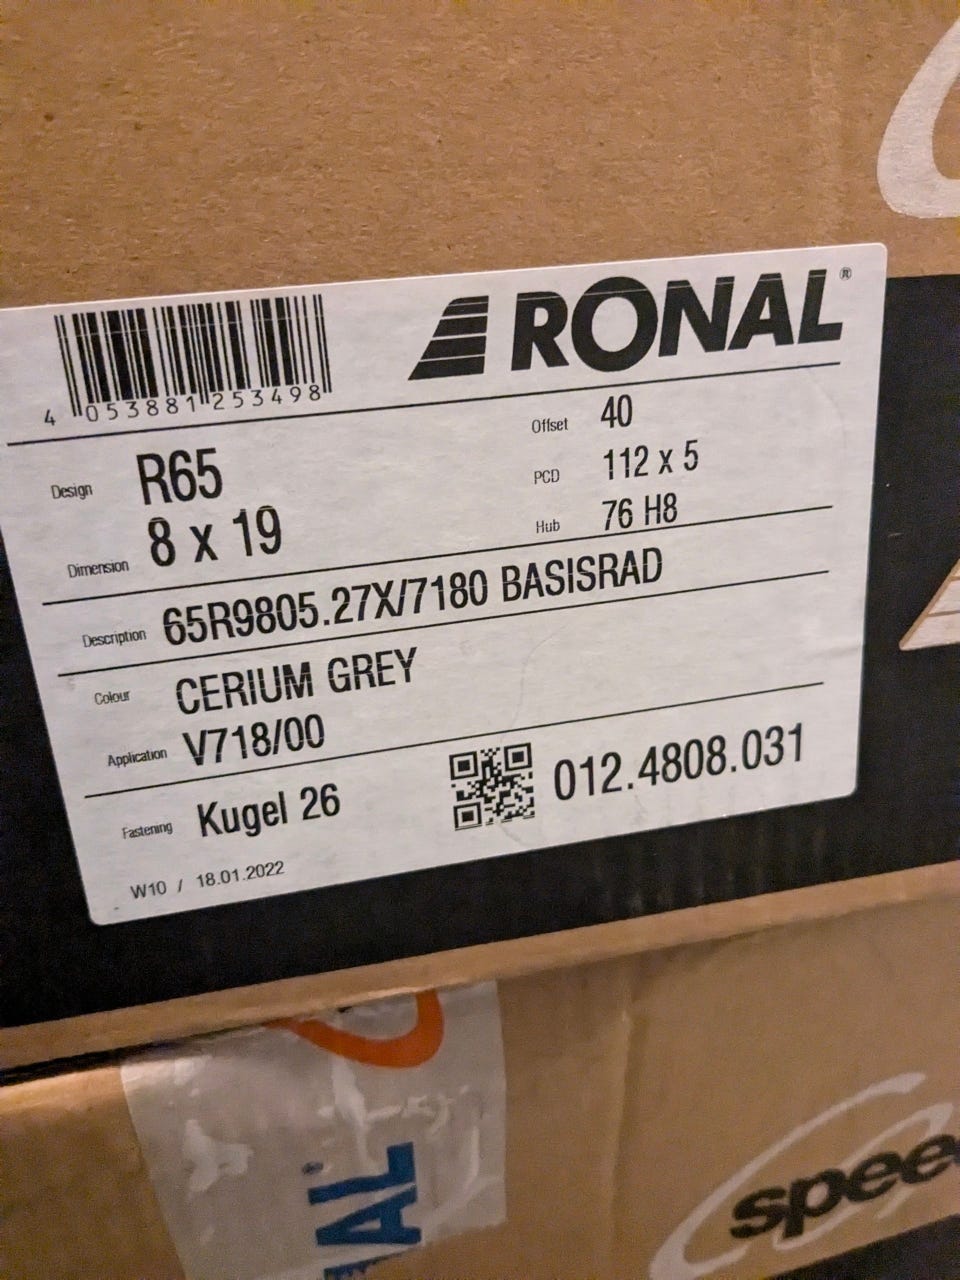 RONAL®
4 053881 253498
Design R65
Offset 40
PCD 112 x 5
Dimension 8 x 19
Hub 76 H8
Description 65R9805.27X/7180 BASISRAD
Colour CERIUM GREY
Application V718/00
Fastening Kugel 26
012.4808.031
W10 / 18.01.2022
AL®
spee